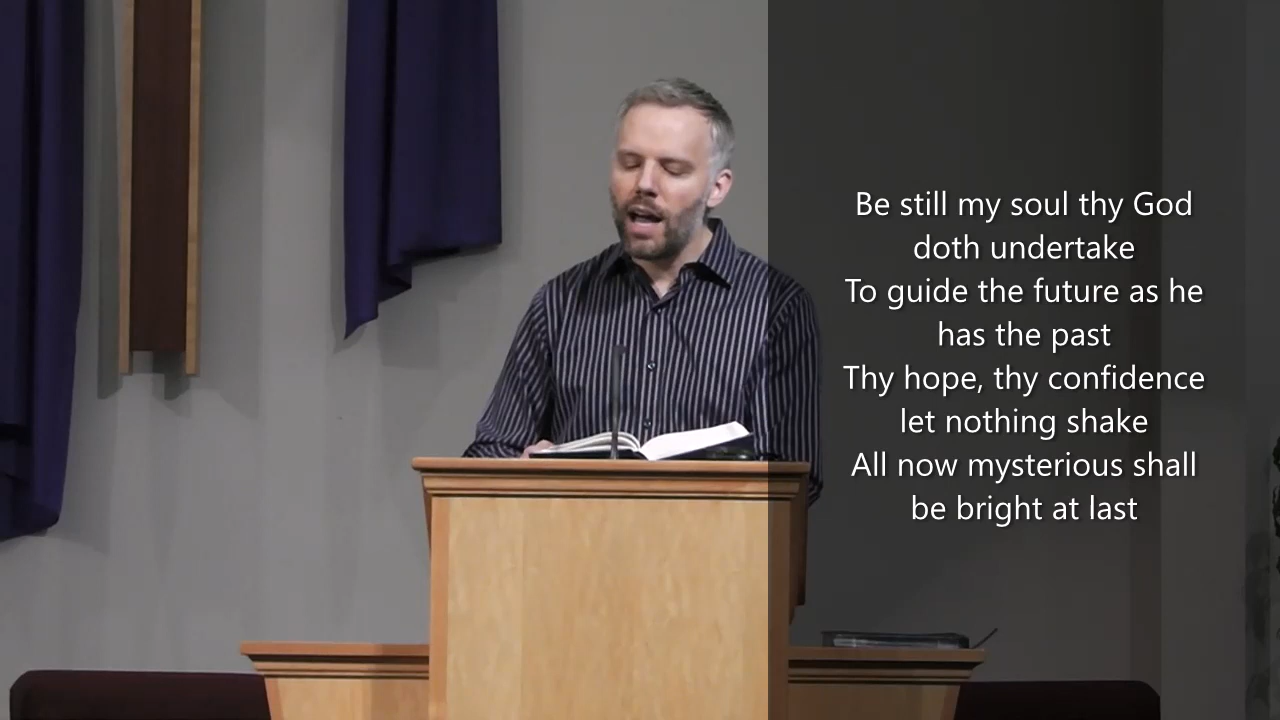 Be still my soul thy God
doth undertake
To guide the future as he
has the past
Thy hope, thy confidence
let nothing shake
All now mysterious shall
be bright at last